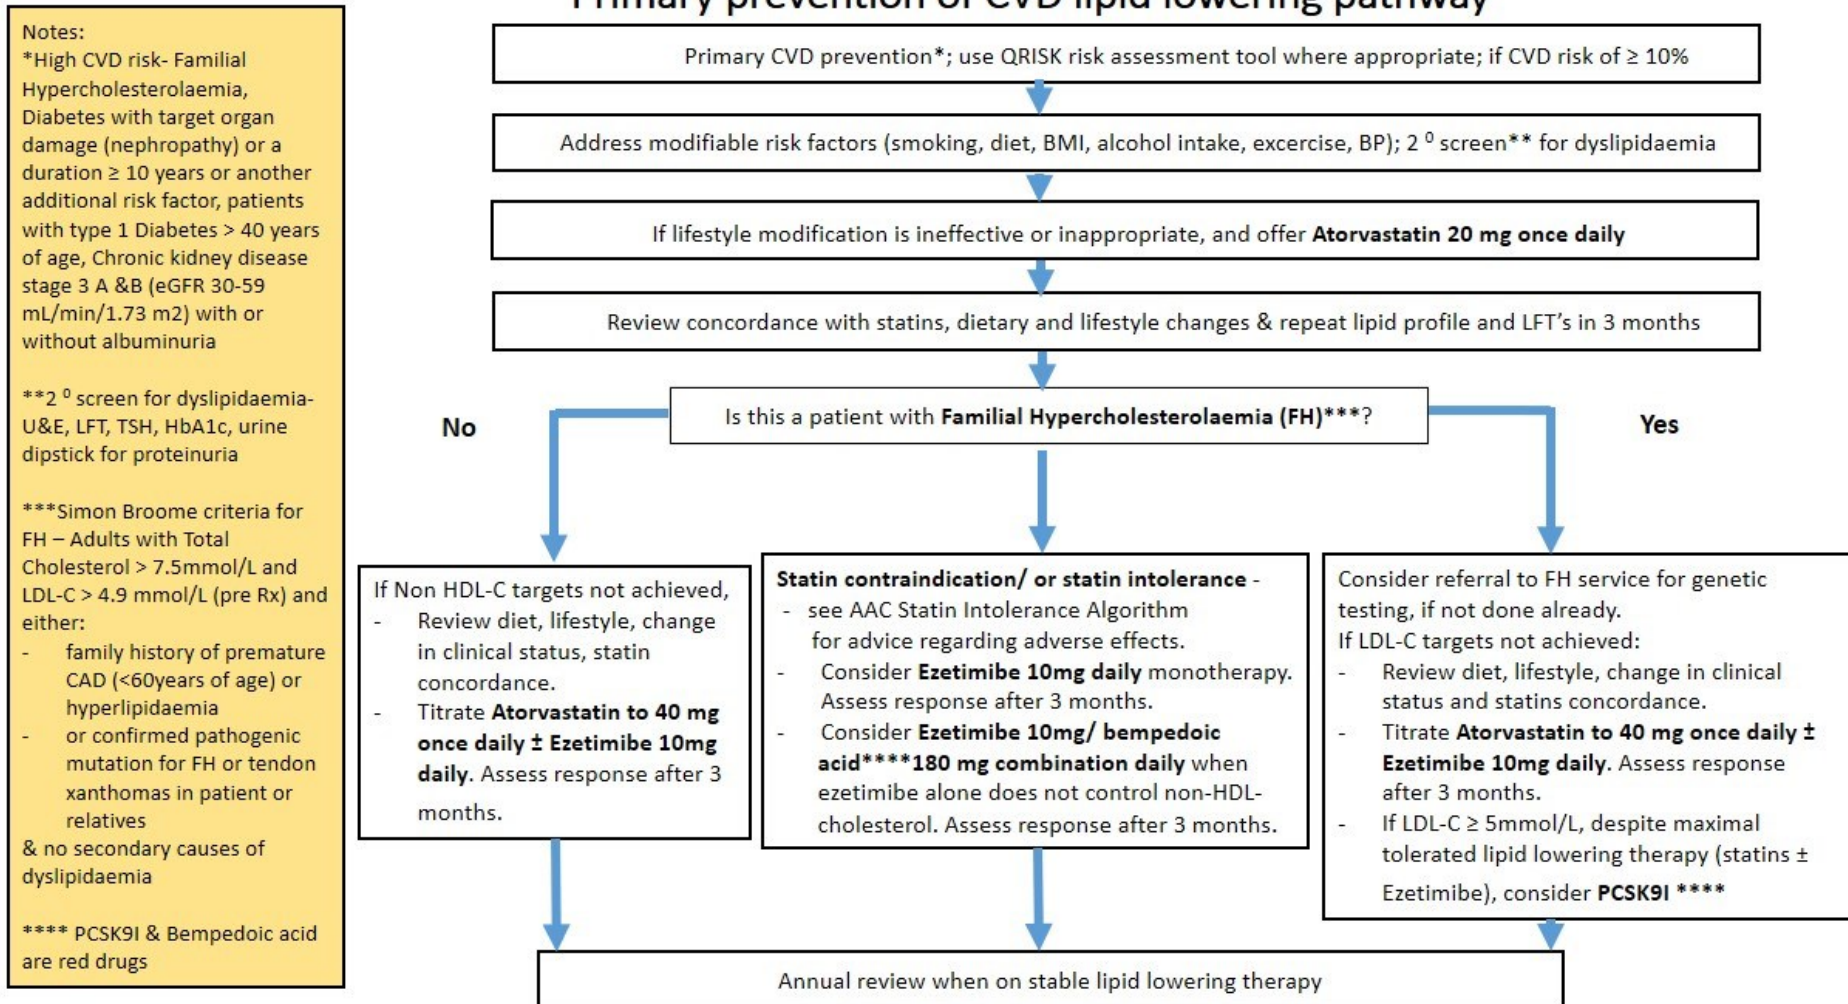 Primary prevention of CVD lipid lowering pathway
Notes:
*High CVD risk- Familial
Hypercholesterolaemia,
Diabetes with target organ
damage (nephropathy) or a
duration ≥ 10 years or another
additional risk factor, patients
with type 1 Diabetes > 40 years
of age, Chronic kidney disease
stage 3 A &B (eGFR 30-59
mL/min/1.73 m2) with or
without albuminuria
**2 ⁰ screen for dyslipidaemia-
U&E, LFT, TSH, HbA1c, urine
dipstick for proteinuria
***Simon Broome criteria for
FH – Adults with Total
Cholesterol > 7.5mmol/L and
LDL-C > 4.9 mmol/L (pre Rx) and
either:
- family history of premature
CAD (<60years of age) or
hyperlipidaemia
- or confirmed pathogenic
mutation for FH or tendon
xanthomas in patient or
relatives
& no secondary causes of
dyslipidaemia
**** PCSK9I & Bempedoic acid
are red drugs
Primary CVD prevention*; use QRISK risk assessment tool where appropriate; if CVD risk of ≥ 10%
Address modifiable risk factors (smoking, diet, BMI, alcohol intake, excercise, BP); 2 ⁰ screen** for dyslipidaemia
If lifestyle modification is ineffective or inappropriate, and offer Atorvastatin 20 mg once daily
Review concordance with statins, dietary and lifestyle changes & repeat lipid profile and LFT's in 3 months
Is this a patient with Familial Hypercholesterolaemia (FH)***?
No
Yes
If Non HDL-C targets not achieved,
- Review diet, lifestyle, change
in clinical status, statin
concordance.
- Titrate Atorvastatin to 40 mg
once daily ± Ezetimibe 10mg
daily. Assess response after 3
months.
Statin contraindication/ or statin intolerance -
- see AAC Statin Intolerance Algorithm
for advice regarding adverse effects.
- Consider Ezetimibe 10mg daily monotherapy.
Assess response after 3 months.
- Consider Ezetimibe 10mg/ bempedoic
acid****180 mg combination daily when
ezetimibe alone does not control non-HDL-
cholesterol. Assess response after 3 months.
Consider referral to FH service for genetic
testing, if not done already.
If LDL-C targets not achieved:
- Review diet, lifestyle, change in clinical
status and statins concordance.
- Titrate Atorvastatin to 40 mg once daily ±
Ezetimibe 10mg daily. Assess response
after 3 months.
- If LDL-C ≥ 5mmol/L, despite maximal
tolerated lipid lowering therapy (statins ±
Ezetimibe), consider PCSK9I ****
Annual review when on stable lipid lowering therapy